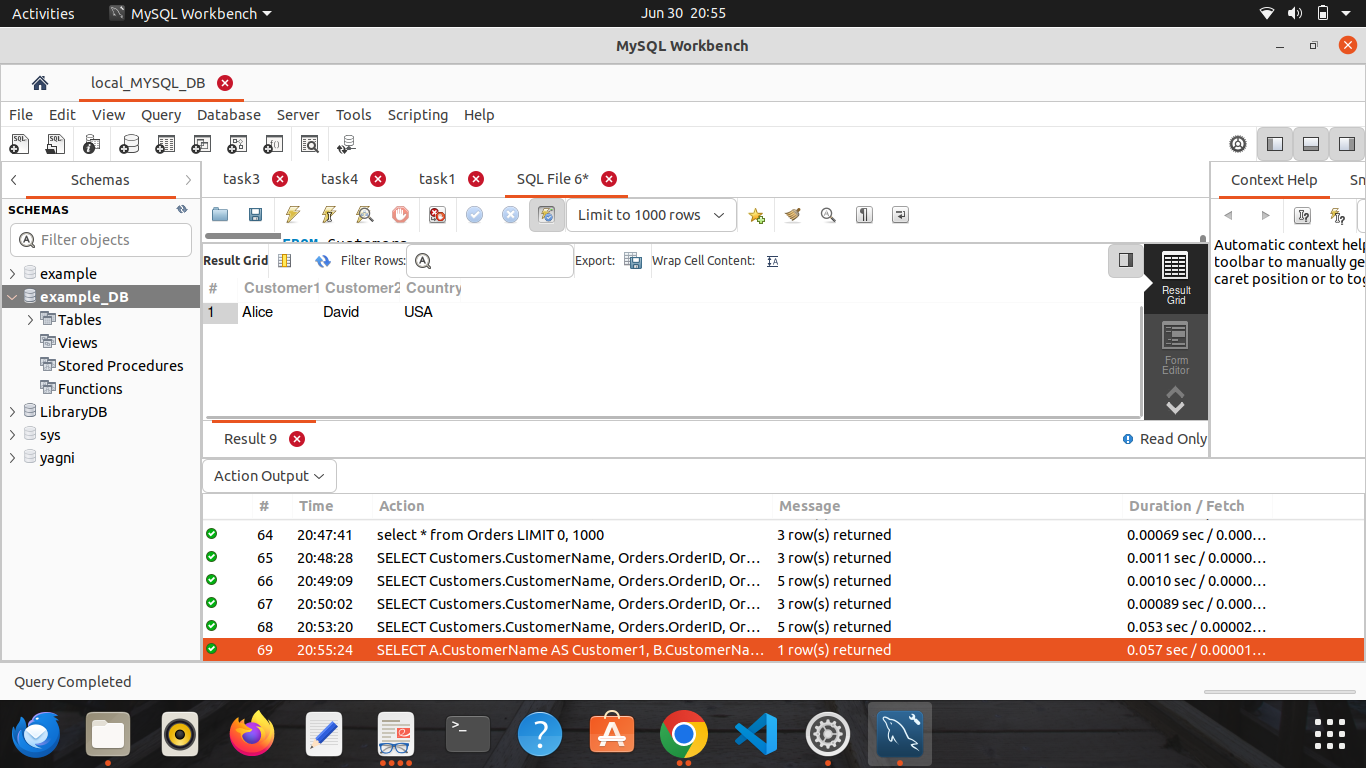 Activities MySQL Workbench Jun 30 20:55
MySQL Workbench
local_MYSQL_DB
File Edit View Query Database Server Scripting Tools Help
Schemas task3 task4 task1 SQL File 6* Context Help Sn
SCHEMAS
Filter objects
Limit to 1000 rows
FROM Customers
example
example_DB
Tables
Views
Stored Procedures
Functions
LibraryDB
sys
yagni
Result Grid Filter Rows: Export: Wrap Cell Content:
# Customer1 Customer2 Country
1 Alice David USA
Result Grid
Form Editor
Automatic context help
toolbar to manually ge
caret position or to tog
Result 9 Read Only
Action Output
# Time Action Message Duration / Fetch
64 20:47:41 select * from Orders LIMIT 0, 1000 3 row(s) returned 0.00069 sec / 0.000…
65 20:48:28 SELECT Customers.CustomerName, Orders.OrderID, Or… 3 row(s) returned 0.0011 sec / 0.0000…
66 20:49:09 SELECT Customers.CustomerName, Orders.OrderID, Or… 5 row(s) returned 0.0010 sec / 0.0000…
67 20:50:02 SELECT Customers.CustomerName, Orders.OrderID, Or… 3 row(s) returned 0.00089 sec / 0.000…
68 20:53:20 SELECT Customers.CustomerName, Orders.OrderID, Or… 5 row(s) returned 0.053 sec / 0.00002…
69 20:55:24 SELECT A.CustomerName AS Customer1, B.CustomerNa… 1 row(s) returned 0.057 sec / 0.00001…
Query Completed